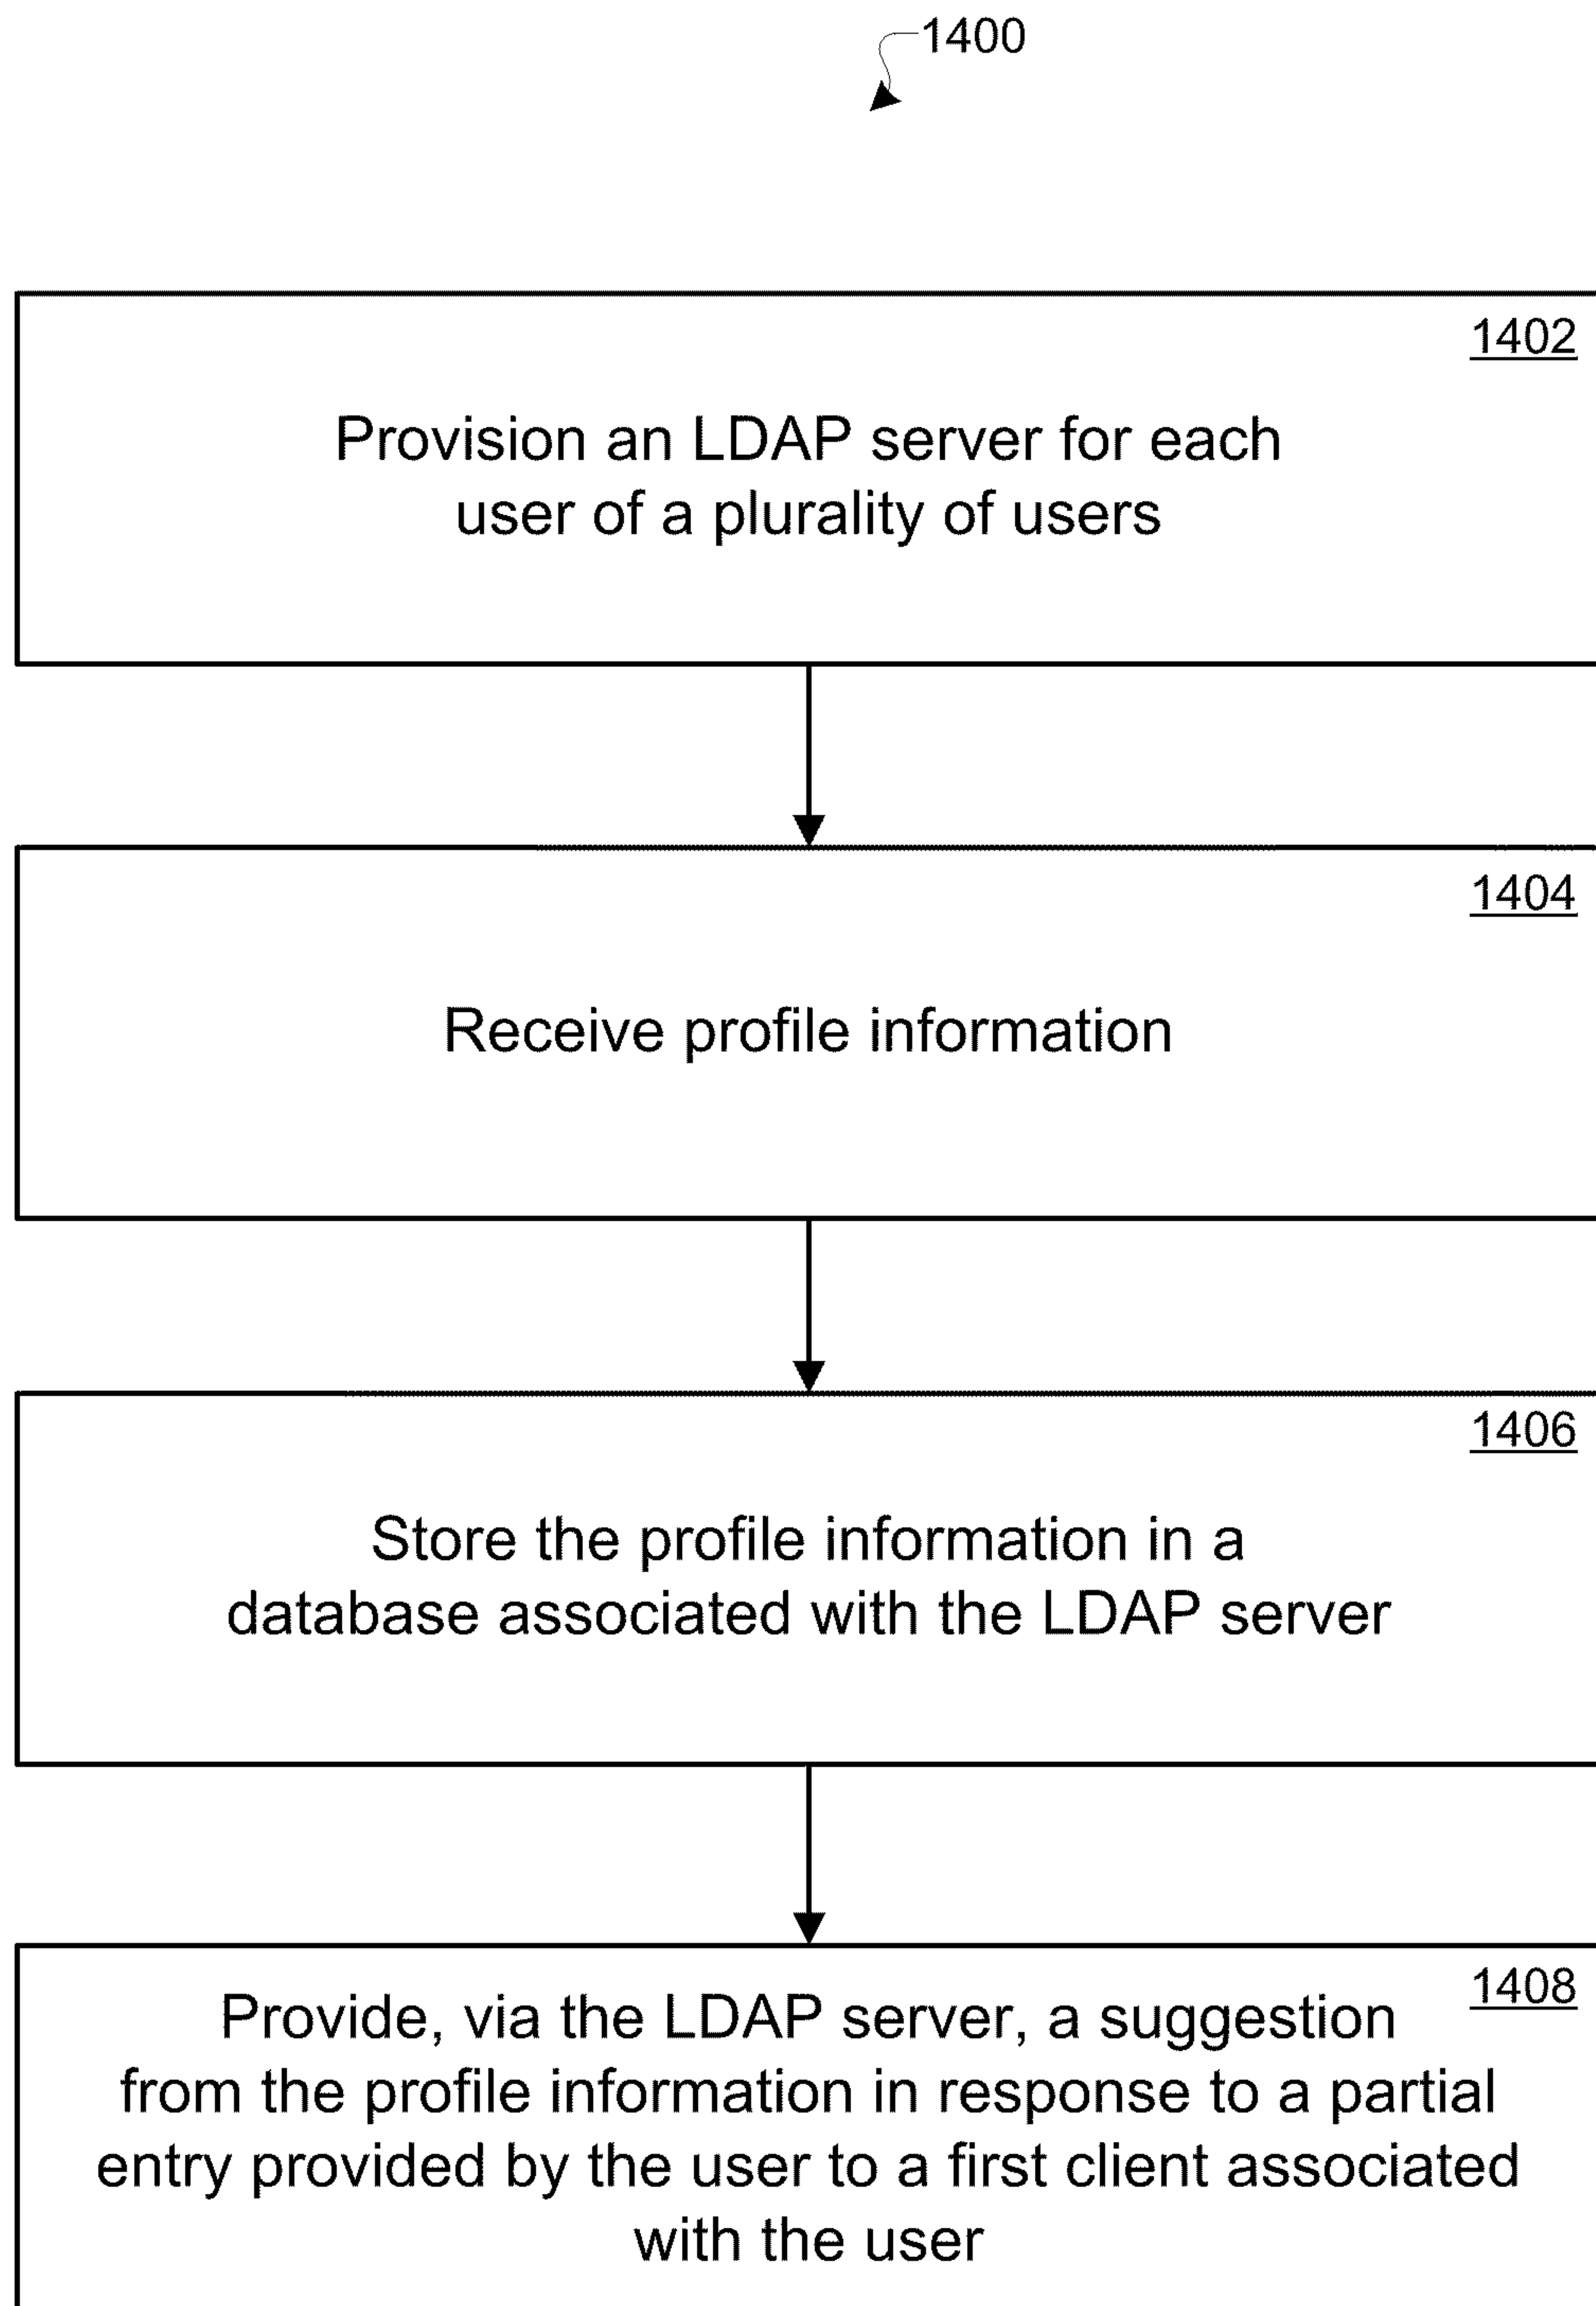 1400
1402
Provision an LDAP server for each
user of a plurality of users
1404
Receive profile information
1406
Store the profile information in a
database associated with the LDAP server
1408
Provide, via the LDAP server, a suggestion
from the profile information in response to a partial
entry provided by the user to a first client associated
with the user